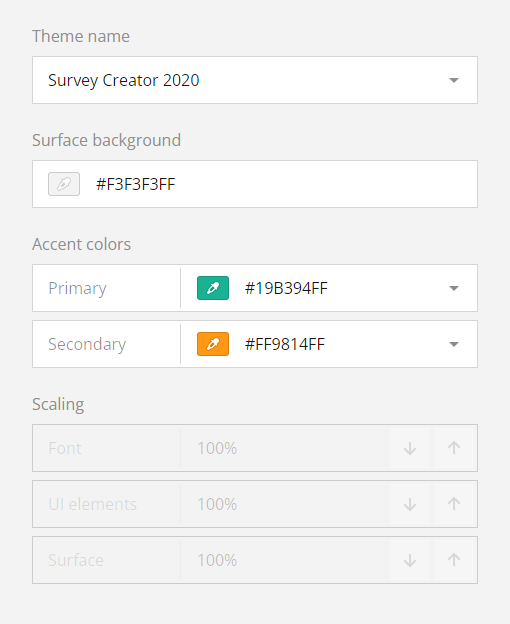 Theme name
Survey Creator 2020
Surface background
#F3F3F3FF
Accent colors
Primary #19B394FF
Secondary #FF9814FF
Scaling
Font 100%
UI elements 100%
Surface 100%